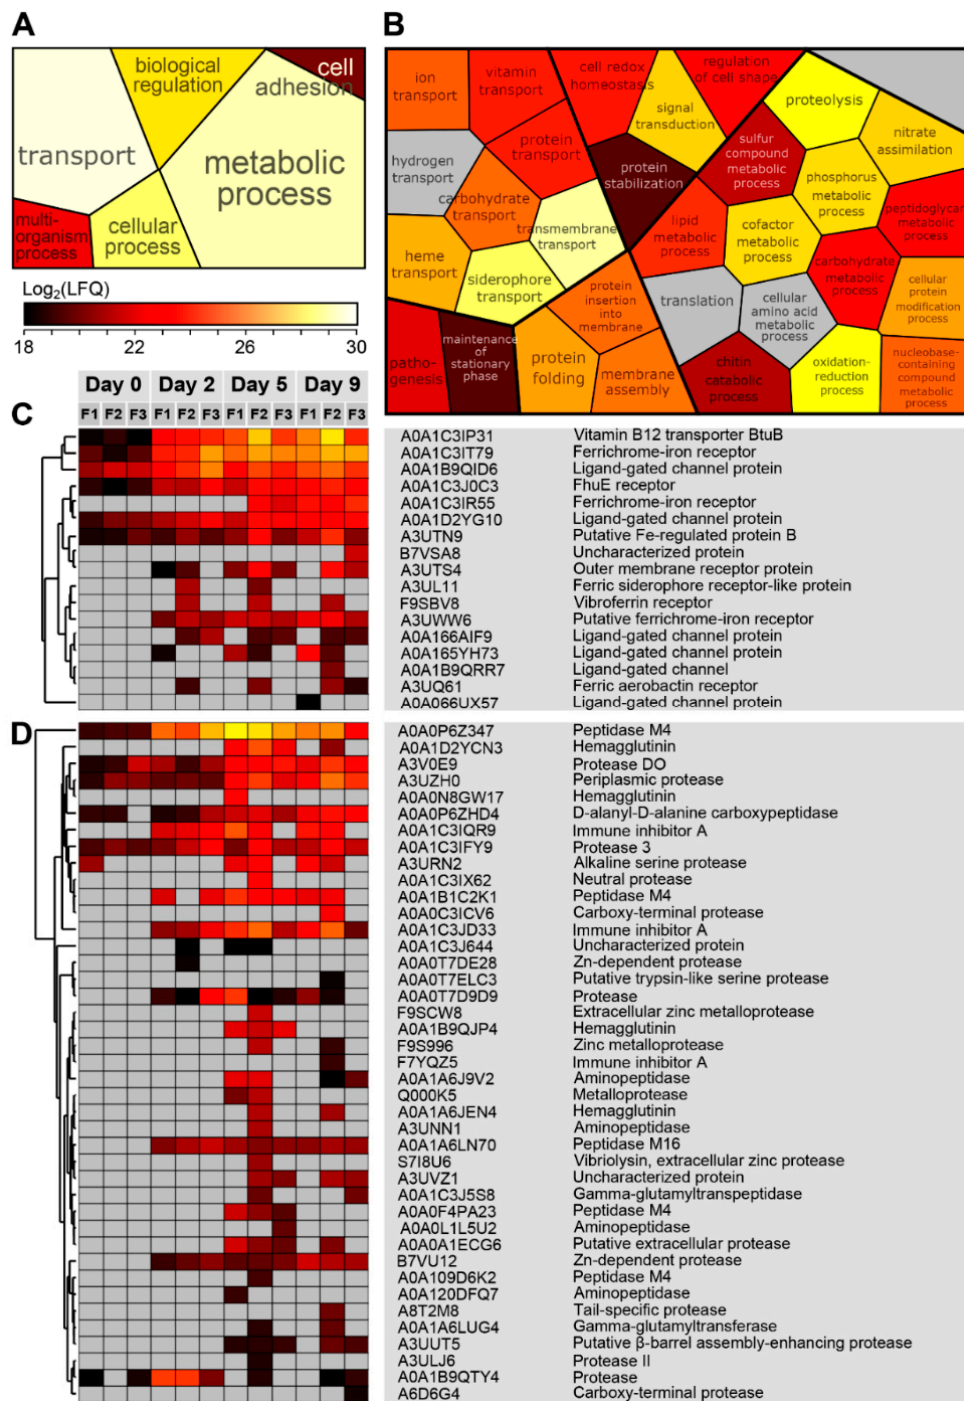 A
B
biological
regulation
cell
adhesion
transport
metabolic
process
multi-
organism
process
cellular
process
Log2(LFQ)
18
22
26
30
ion
transport
vitamin
transport
cell redox
homeostasis
regulation
of cell shape
signal
transduction
proteolysis
hydrogen
transport
protein
transport
protein
stabilization
sulfur
compound
metabolic
process
nitrate
assimilation
phosphorus
metabolic
process
carbohydrate
transport
transmembrane
transport
lipid
metabolic
process
cofactor
metabolic
process
peptidoglycan
metabolic
process
heme
transport
siderophore
transport
protein
insertion
into
membrane
translation
cellular
amino acid
metabolic
process
carbohydrate
metabolic
process
cellular
protein
modification
process
patho-
genesis
maintenance
of
stationary
phase
protein
folding
membrane
assembly
chitin
catabolic
process
oxidation-
reduction
process
nucleobase-
containing
compound
metabolic
process
Day 0 Day 2 Day 5 Day 9
C
F1 F2 F3 F1 F2 F3 F1 F2 F3 F1 F2 F3
A0A1C3IP31 Vitamin B12 transporter BtuB
A0A1C3IT79 Ferrichrome-iron receptor
A0A1B9QID6 Ligand-gated channel protein
A0A1C3J0C3 FhuE receptor
A0A1C3IR55 Ferrichrome-iron receptor
A0A1D2YG10 Ligand-gated channel protein
A3UTN9 Putative Fe-regulated protein B
B7VSA8 Uncharacterized protein
A3UTS4 Outer membrane receptor protein
A3UL11 Ferric siderophore receptor-like protein
F9SBV8 Vibroferrin receptor
A3UWW6 Putative ferrichrome-iron receptor
A0A166AIF9 Ligand-gated channel protein
A0A165YH73 Ligand-gated channel protein
A0A1B9QRR7 Ligand-gated channel
A3UQ61 Ferric aerobactin receptor
A0A066UX57 Ligand-gated channel protein
D
A0A0P6Z347 Peptidase M4
A0A1D2YCN3 Hemagglutinin
A3V0E9 Protease DO
A3UZH0 Periplasmic protease
A0A0N8GW17 Hemagglutinin
A0A0P6ZHD4 D-alanyl-D-alanine carboxypeptidase
A0A1C3IQR9 Immune inhibitor A
A0A1C3IFY9 Protease 3
A3URN2 Alkaline serine protease
A0A1C3IX62 Neutral protease
A0A1B1C2K1 Peptidase M4
A0A0C3ICV6 Carboxy-terminal protease
A0A1C3JD33 Immune inhibitor A
A0A1C3J644 Uncharacterized protein
A0A0T7DE28 Zn-dependent protease
A0A0T7ELC3 Putative trypsin-like serine protease
A0A0T7D9D9 Protease
F9SCW8 Extracellular zinc metalloprotease
A0A1B9QJP4 Hemagglutinin
F9S996 Zinc metalloprotease
F7YQZ5 Immune inhibitor A
A0A1A6J9V2 Aminopeptidase
Q000K5 Metalloprotease
A0A1A6JEN4 Hemagglutinin
A3UNN1 Aminopeptidase
A0A1A6LN70 Peptidase M16
S7I8U6 Vibriolysin, extracellular zinc protease
A3UVZ1 Uncharacterized protein
A0A1C3J5S8 Gamma-glutamyltranspeptidase
A0A0F4PA23 Peptidase M4
A0A0L1L5U2 Aminopeptidase
A0A0A1ECG6 Putative extracellular protease
B7VU12 Zn-dependent protease
A0A109D6K2 Peptidase M4
A0A120DFQ7 Aminopeptidase
A8T2M8 Tail-specific protease
A0A1A6LUG4 Gamma-glutamyltransferase
A3UUT5 Putative β-barrel assembly-enhancing protease
A3ULJ6 Protease II
A0A1B9QTY4 Protease
A6D6G4 Carboxy-terminal protease